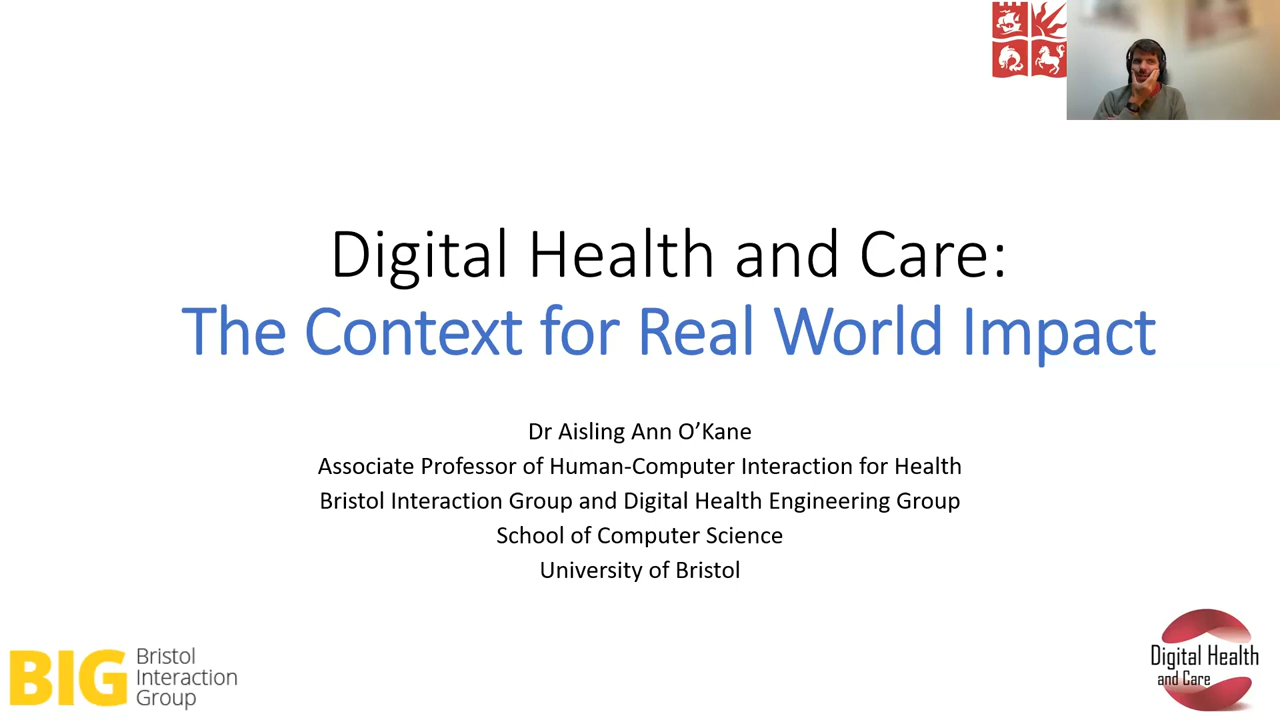 Digital Health and Care:
The Context for Real World Impact
Dr Aisling Ann O’Kane
Associate Professor of Human-Computer Interaction for Health
Bristol Interaction Group and Digital Health Engineering Group
School of Computer Science
University of Bristol
BIG
Bristol
Interaction
Group
Digital Health
and Care